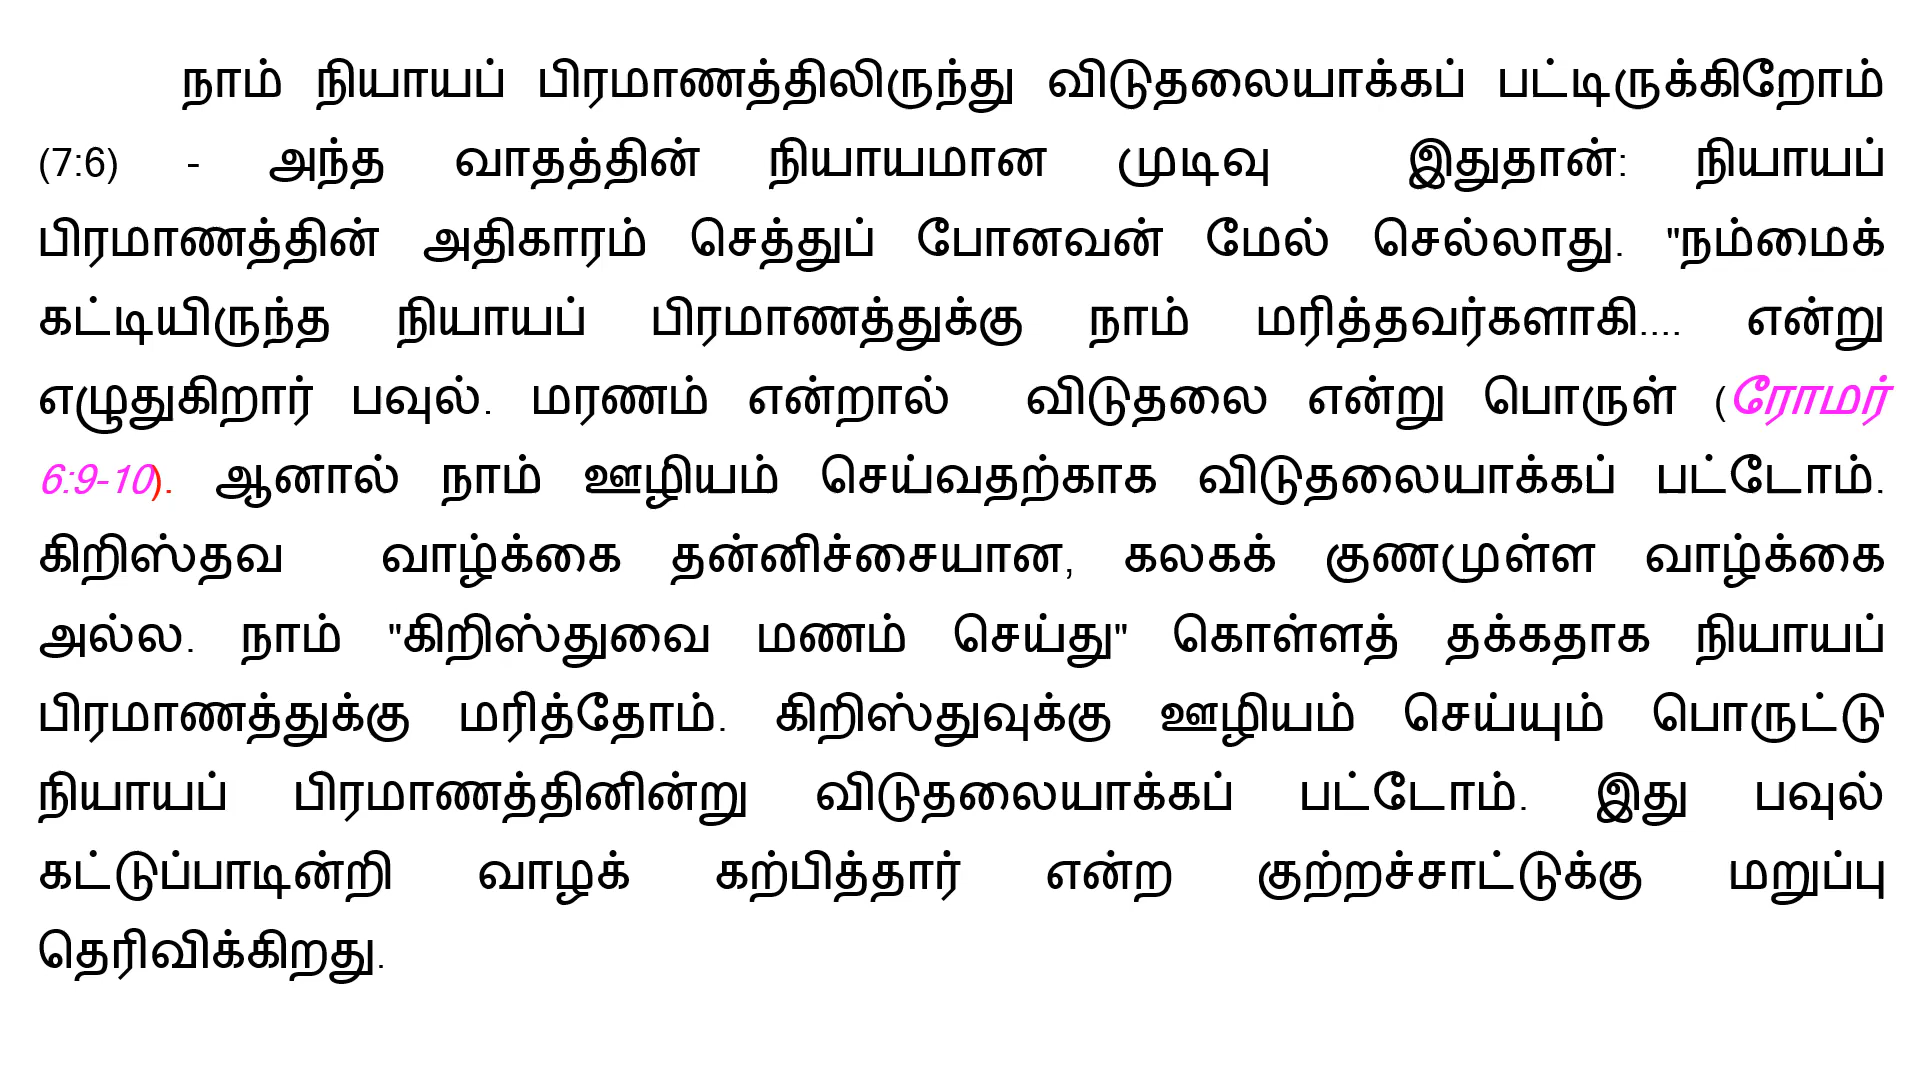 நாம் நியாயப் பிரமாணத்திலிருந்து விடுதலையாக்கப் பட்டிருக்கிறோம்
(7:6) - அந்த வாதத்தின் நியாயமான முடிவு இதுதான்: நியாயப்
பிரமாணத்தின் அதிகாரம் செத்துப் போனவன் மேல் செல்லாது. "நம்மைக்
கட்டியிருந்த நியாயப் பிரமாணத்துக்கு நாம் மரித்தவர்களாகி.... என்று
எழுதுகிறார் பவுல். மரணம் என்றால் விடுதலை என்று பொருள் (ரோமர்
6:9-10). ஆனால் நாம் ஊழியம் செய்வதற்காக விடுதலையாக்கப் பட்டோம்.
கிறிஸ்தவ வாழ்க்கை தன்னிச்சையான, கலகக் குணமுள்ள வாழ்க்கை
அல்ல. நாம் "கிறிஸ்துவை மணம் செய்து" கொள்ளத் தக்கதாக நியாயப்
பிரமாணத்துக்கு மரித்தோம். கிறிஸ்துவுக்கு ஊழியம் செய்யும் பொருட்டு
நியாயப் பிரமாணத்தினின்று விடுதலையாக்கப் பட்டோம். இது பவுல்
கட்டுப்பாடின்றி வாழக் கற்பித்தார் என்ற குற்றச்சாட்டுக்கு மறுப்பு
தெரிவிக்கிறது.